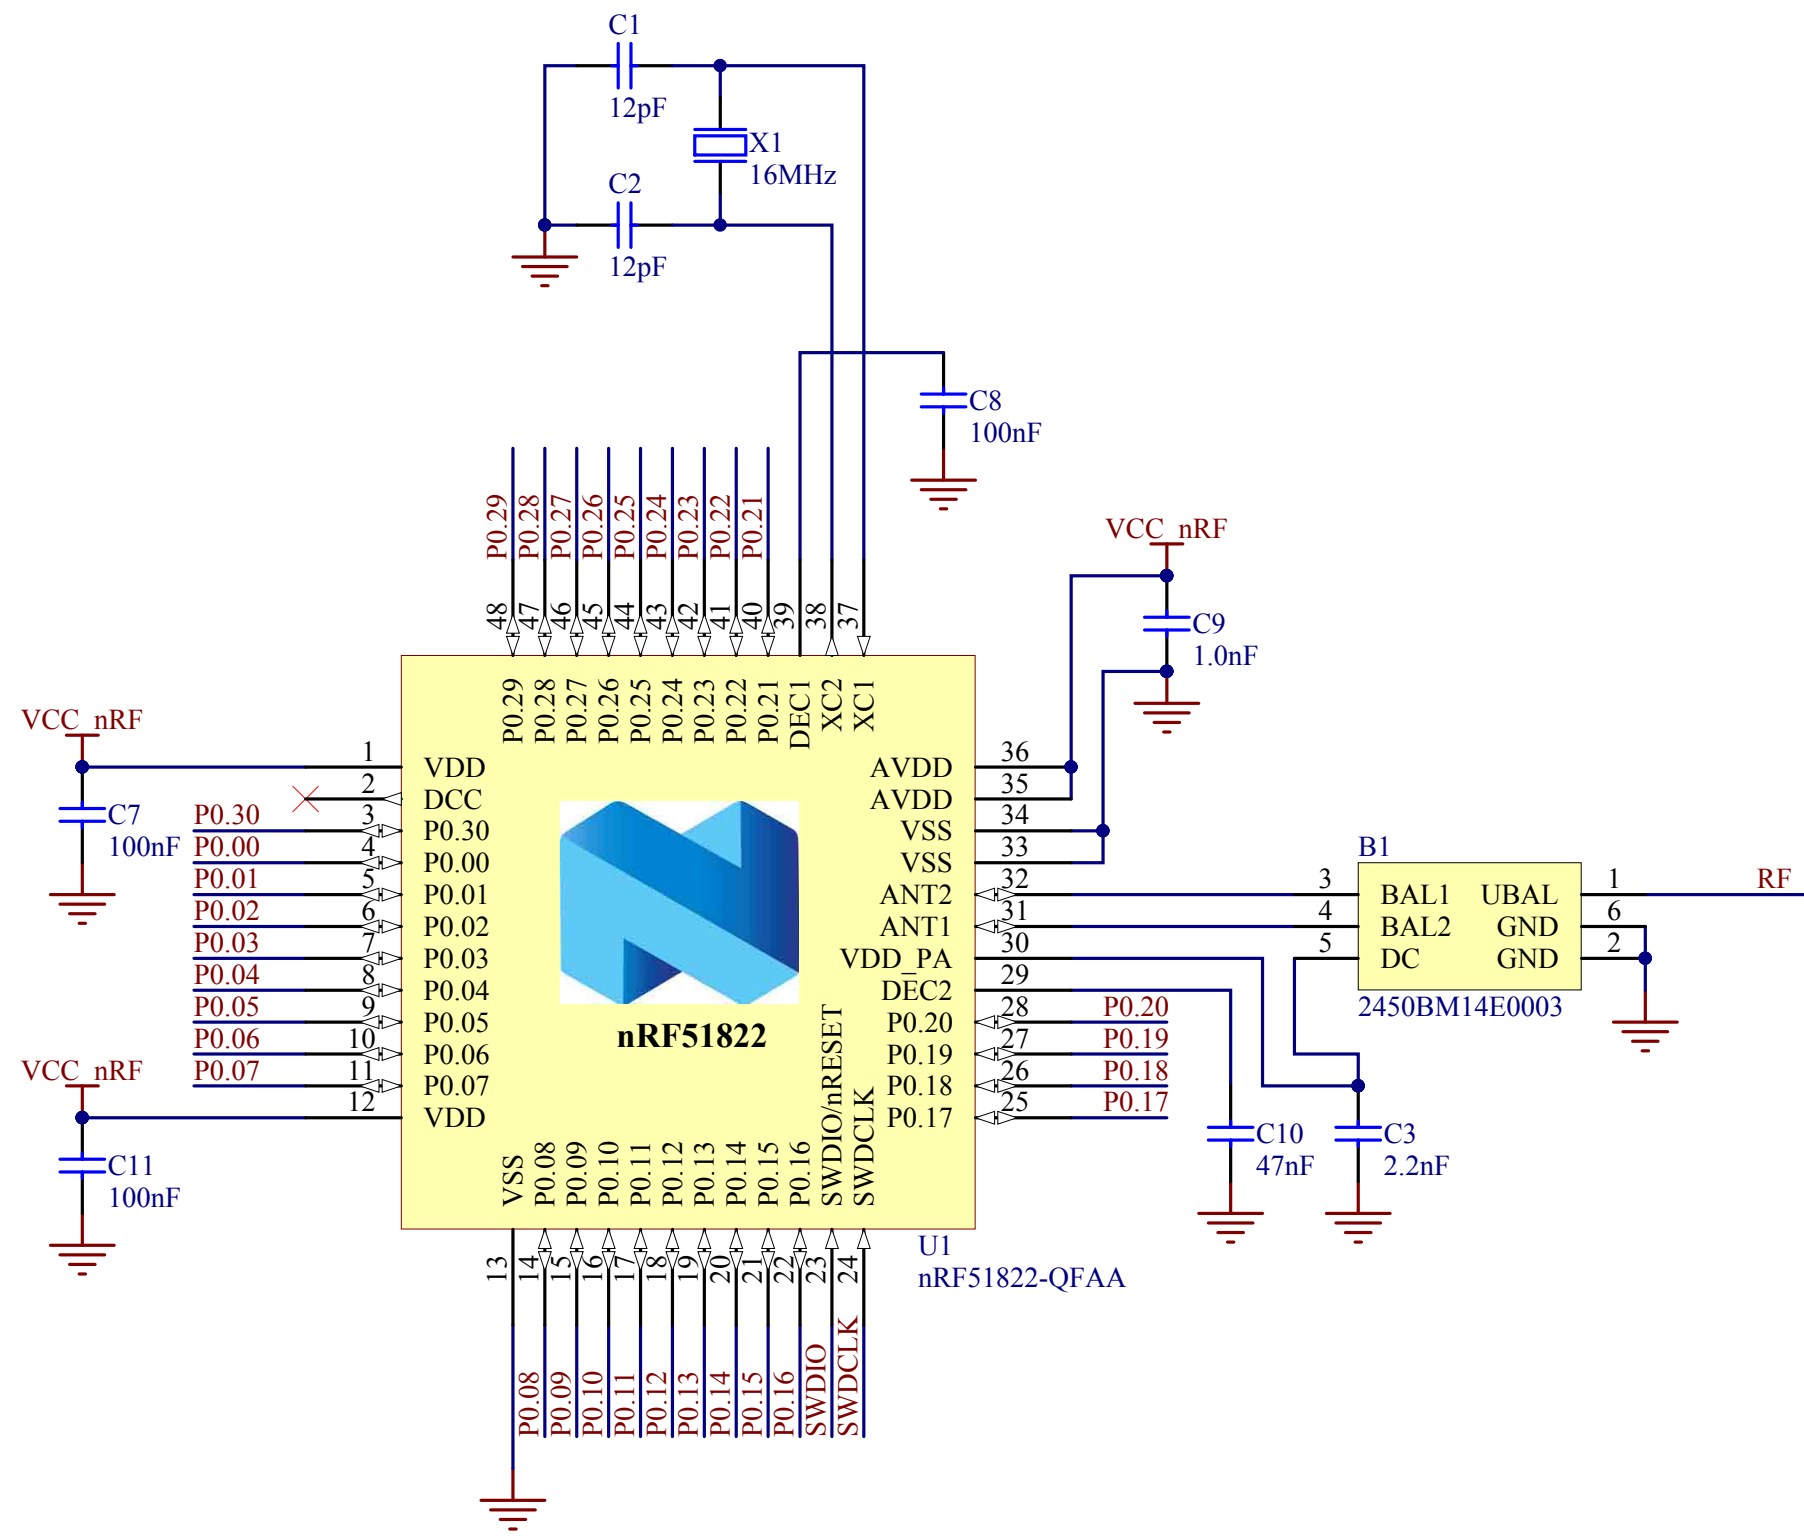 C1
12pF
X1
16MHz
C2
12pF
C8
100nF
P0.29
P0.28
P0.27
P0.26
P0.25
P0.24
P0.23
P0.22
P0.21
48
47
46
45
44
43
42
41
40
39
38
37
P0.29
P0.28
P0.27
P0.26
P0.25
P0.24
P0.23
P0.22
P0.21
DEC1
XC2
XC1
VCC_nRF
C9
1.0nF
VCC_nRF
C7
100nF
1 VDD
2 DCC
P0.30 3 P0.30
P0.00 4 P0.00
P0.01 5 P0.01
P0.02 6 P0.02
P0.03 7 P0.03
P0.04 8 P0.04
P0.05 9 P0.05
P0.06 10 P0.06
P0.07 11 P0.07
12 VDD
VCC_nRF
C11
100nF
nRF51822
AVDD 36
AVDD 35
VSS 34
VSS 33
ANT2 32
ANT1 31
VDD_PA 30
DEC2 29
P0.20 28 P0.20
P0.19 27 P0.19
P0.18 26 P0.18
P0.17 25 P0.17
B1
3 BAL1 UBAL 1 RF
4 BAL2 GND 6
5 DC GND 2
2450BM14E0003
C10
47nF
C3
2.2nF
VSS
P0.08
P0.09
P0.10
P0.11
P0.12
P0.13
P0.14
P0.15
P0.16
SWDIO/nRESET
SWDCLK
13
14
15
16
17
18
19
20
21
22
23
24
U1
nRF51822-QFAA
P0.08
P0.09
P0.10
P0.11
P0.12
P0.13
P0.14
P0.15
P0.16
SWDIO
SWDCLK